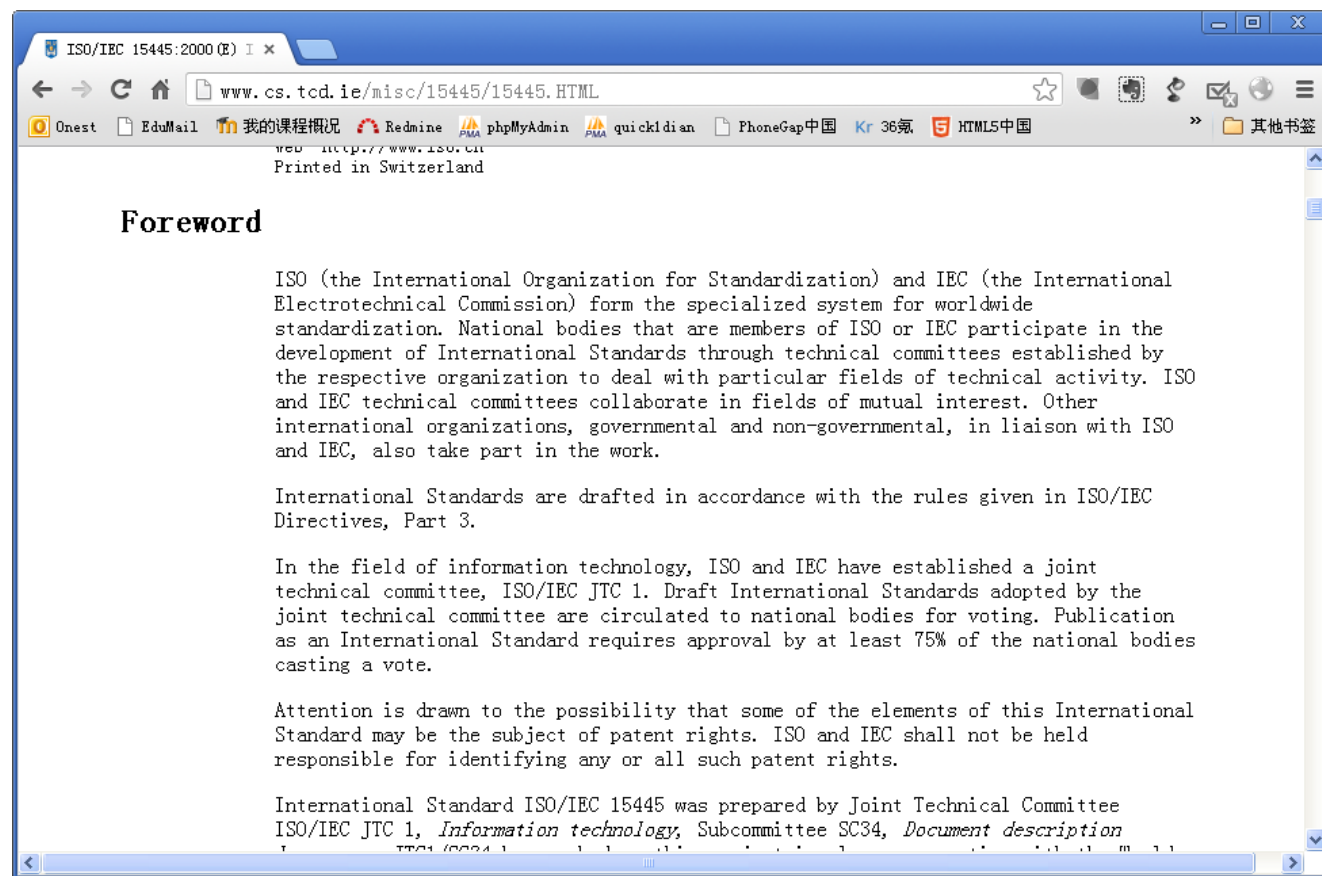 ISO/IEC 15445:2000(E) I
www.cs.tcd.ie/misc/15445/15445.HTML
Onest EduMail 我的课程概况 Redmine phpMyAdmin quickldian PhoneGap中国 Kr 36氪 HTML5中国 » 其他书签
Web http://www.iso.ch
Printed in Switzerland
Foreword
ISO (the International Organization for Standardization) and IEC (the International
Electrotechnical Commission) form the specialized system for worldwide
standardization. National bodies that are members of ISO or IEC participate in the
development of International Standards through technical committees established by
the respective organization to deal with particular fields of technical activity. ISO
and IEC technical committees collaborate in fields of mutual interest. Other
international organizations, governmental and non-governmental, in liaison with ISO
and IEC, also take part in the work.
International Standards are drafted in accordance with the rules given in ISO/IEC
Directives, Part 3.
In the field of information technology, ISO and IEC have established a joint
technical committee, ISO/IEC JTC 1. Draft International Standards adopted by the
joint technical committee are circulated to national bodies for voting. Publication
as an International Standard requires approval by at least 75% of the national bodies
casting a vote.
Attention is drawn to the possibility that some of the elements of this International
Standard may be the subject of patent rights. ISO and IEC shall not be held
responsible for identifying any or all such patent rights.
International Standard ISO/IEC 15445 was prepared by Joint Technical Committee
ISO/IEC JTC 1, Information technology, Subcommittee SC34, Document description